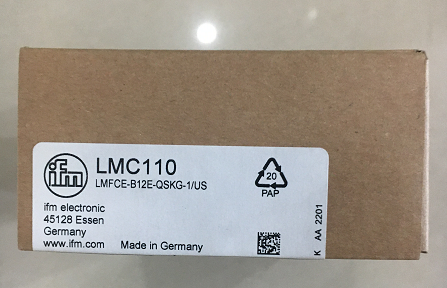 ifm
LMC110
LMFCE-B12E-QSKG-1/US
ifm electronic
45128 Essen
Germany
www.ifm.com
Made in Germany
20
PAP
K AA 2201